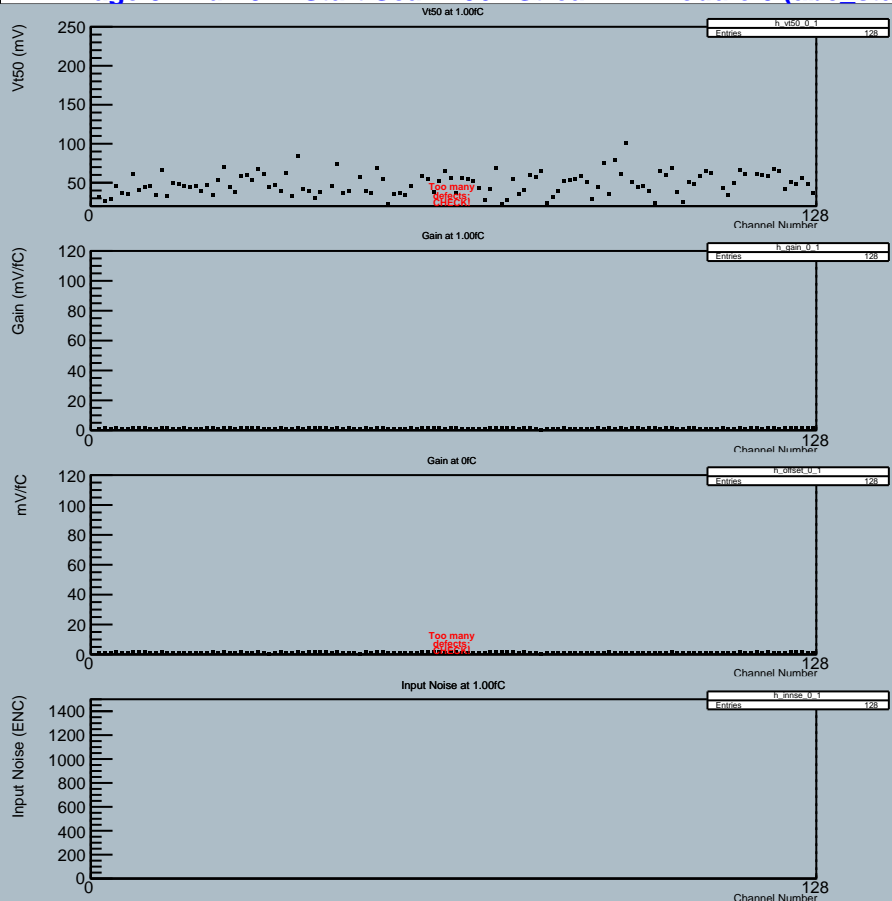 Vt50 at 1.00fC
h_vt50_0_1
Entries 128
Vt50 (mV)
250
200
150
100
50
Too many
defects:
CHECK!
0
128
Channel Number
Gain at 1.00fC
h_gain_0_1
Entries 128
Gain (mV/fC)
120
100
80
60
40
20
0
0
128
Channel Number
Gain at 0fC
h_offset_0_1
Entries 128
mV/fC
120
100
80
60
40
20
Too many
defects:
CHECK!
0
0
128
Channel Number
Input Noise at 1.00fC
h_innse_0_1
Entries 128
Input Noise (ENC)
1400
1200
1000
800
600
400
200
0
0
128
Channel Number